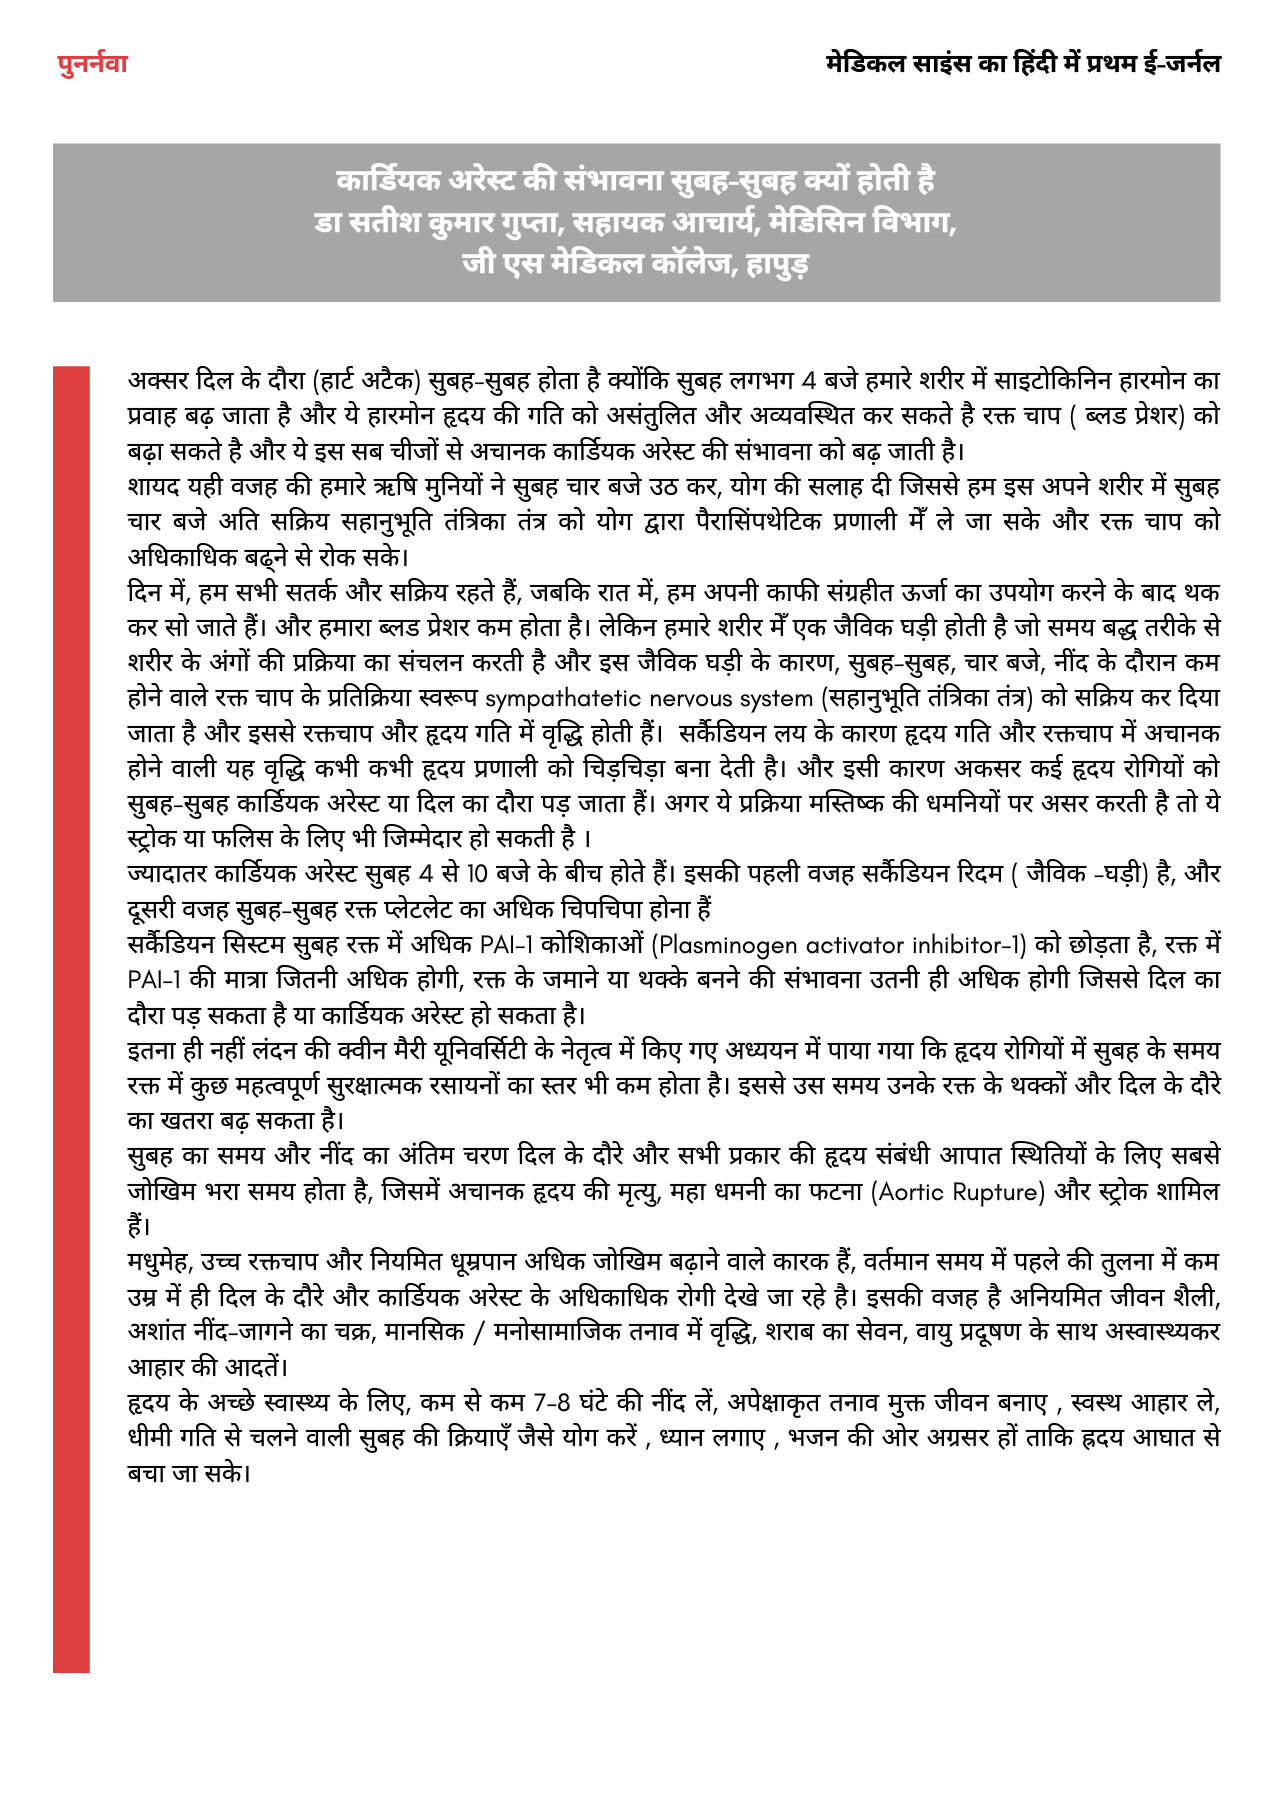 पुनर्नवा
मेडिकल साइंस का हिंदी में प्रथम ई-जर्नल
कार्डियक अरेस्ट की संभावना सुबह-सुबह क्यों होती है
डा सतीश कुमार गुप्ता, सहायक आचार्य, मेडिसिन विभाग,
जी एस मेडिकल कॉलेज, हापुड़
अक्सर दिल के दौरा (हार्ट अटैक) सुबह-सुबह होता है क्योंकि सुबह लगभग 4 बजे हमारे शरीर में साइटोकिनिन हारमोन का
प्रवाह बढ़ जाता है और ये हारमोन हृदय की गति को असंतुलित और अव्यवस्थित कर सकते है रक्त चाप ( ब्लड प्रेशर) को
बढ़ा सकते है और ये इस सब चीजों से अचानक कार्डियक अरेस्ट की संभावना को बढ़ जाती है।
शायद यही वजह की हमारे ऋषि मुनियों ने सुबह चार बजे उठ कर, योग की सलाह दी जिससे हम इस अपने शरीर में सुबह
चार बजे अति सक्रिय सहानुभूति तंत्रिका तंत्र को योग द्वारा पैरासिंपथेटिक प्रणाली मेँ ले जा सके और रक्त चाप को
अधिकाधिक बढ्ने से रोक सके।
दिन में, हम सभी सतर्क और सक्रिय रहते हैं, जबकि रात में, हम अपनी काफी संग्रहीत ऊर्जा का उपयोग करने के बाद थक
कर सो जाते हैं। और हमारा ब्लड प्रेशर कम होता है। लेकिन हमारे शरीर मेँ एक जैविक घड़ी होती है जो समय बद्ध तरीके से
शरीर के अंगों की प्रक्रिया का संचलन करती है और इस जैविक घड़ी के कारण, सुबह-सुबह, चार बजे, नींद के दौरान कम
होने वाले रक्त चाप के प्रतिक्रिया स्वरूप sympathatetic nervous system (सहानुभूति तंत्रिका तंत्र) को सक्रिय कर दिया
जाता है और इससे रक्तचाप और हृदय गति में वृद्धि होती हैं। सर्कैडियन लय के कारण हृदय गति और रक्तचाप में अचानक
होने वाली यह वृद्धि कभी कभी हृदय प्रणाली को चिड़चिड़ा बना देती है। और इसी कारण अकसर कई हृदय रोगियों को
सुबह-सुबह कार्डियक अरेस्ट या दिल का दौरा पड़ जाता हैं। अगर ये प्रक्रिया मस्तिष्क की धमनियों पर असर करती है तो ये
स्ट्रोक या फलिस के लिए भी जिम्मेदार हो सकती है ।
ज्यादातर कार्डियक अरेस्ट सुबह 4 से 10 बजे के बीच होते हैं। इसकी पहली वजह सर्कैडियन रिदम ( जैविक -घड़ी) है, और
दूसरी वजह सुबह-सुबह रक्त प्लेटलेट का अधिक चिपचिपा होना हैं
सर्कैडियन सिस्टम सुबह रक्त में अधिक PAI-1 कोशिकाओं (Plasminogen activator inhibitor-1) को छोड़ता है, रक्त में
PAI-1 की मात्रा जितनी अधिक होगी, रक्त के जमाने या थक्के बनने की संभावना उतनी ही अधिक होगी जिससे दिल का
दौरा पड़ सकता है या कार्डियक अरेस्ट हो सकता है।
इतना ही नहीं लंदन की क्वीन मैरी यूनिवर्सिटी के नेतृत्व में किए गए अध्ययन में पाया गया कि हृदय रोगियों में सुबह के समय
रक्त में कुछ महत्वपूर्ण सुरक्षात्मक रसायनों का स्तर भी कम होता है। इससे उस समय उनके रक्त के थक्कों और दिल के दौरे
का खतरा बढ़ सकता है।
सुबह का समय और नींद का अंतिम चरण दिल के दौरे और सभी प्रकार की हृदय संबंधी आपात स्थितियों के लिए सबसे
जोखिम भरा समय होता है, जिसमें अचानक हृदय की मृत्यु, महा धमनी का फटना (Aortic Rupture) और स्ट्रोक शामिल
हैं।
मधुमेह, उच्च रक्तचाप और नियमित धूम्रपान अधिक जोखिम बढ़ाने वाले कारक हैं, वर्तमान समय में पहले की तुलना में कम
उम्र में ही दिल के दौरे और कार्डियक अरेस्ट के अधिकाधिक रोगी देखे जा रहे है। इसकी वजह है अनियमित जीवन शैली,
अशांत नींद-जागने का चक्र, मानसिक / मनोसामाजिक तनाव में वृद्धि, शराब का सेवन, वायु प्रदूषण के साथ अस्वास्थ्यकर
आहार की आदतें।
हृदय के अच्छे स्वास्थ्य के लिए, कम से कम 7-8 घंटे की नींद लें, अपेक्षाकृत तनाव मुक्त जीवन बनाए , स्वस्थ आहार ले,
धीमी गति से चलने वाली सुबह की क्रियाएँ जैसे योग करें , ध्यान लगाए , भजन की ओर अग्रसर हों ताकि ह्रदय आघात से
बचा जा सके।